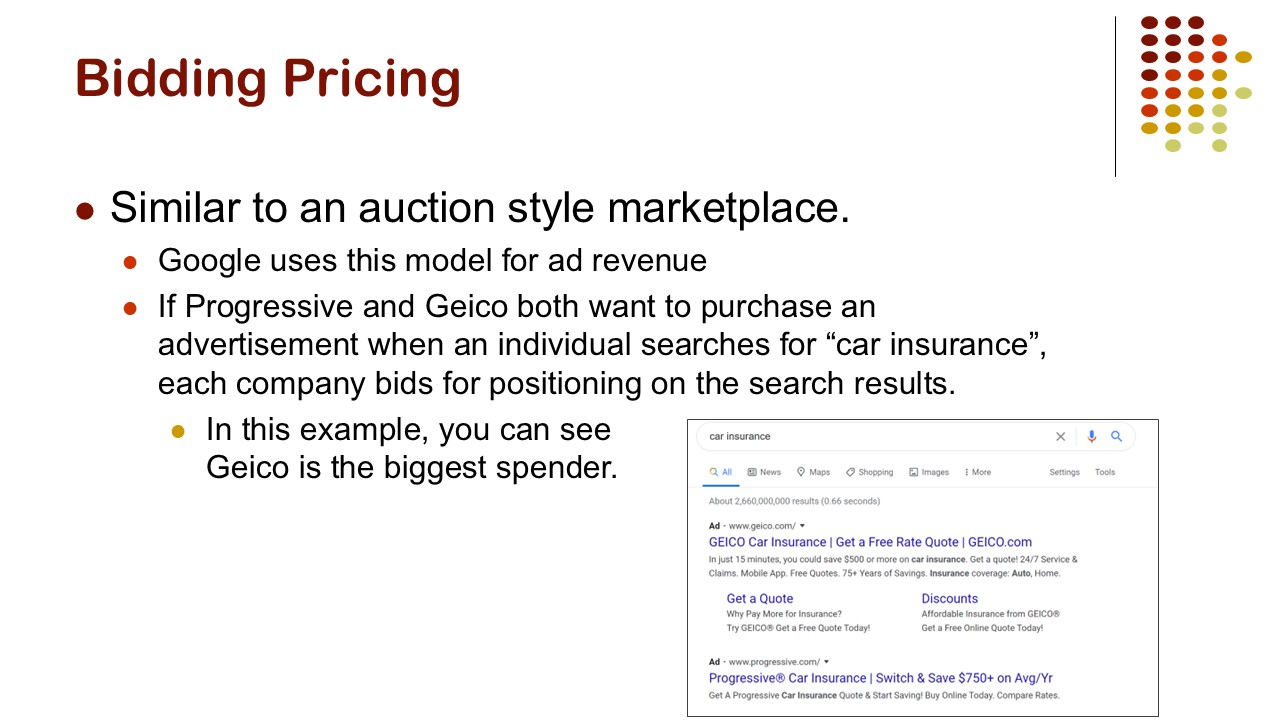 Bidding Pricing
Similar to an auction style marketplace.
Google uses this model for ad revenue
If Progressive and Geico both want to purchase an
advertisement when an individual searches for “car insurance”,
each company bids for positioning on the search results.
In this example, you can see
Geico is the biggest spender.
car insurance
All News Maps Shopping Images More Settings Tools
About 2,660,000,000 results (0.66 seconds)
Ad · www.geico.com/
GEICO Car Insurance | Get a Free Rate Quote | GEICO.com
In just 15 minutes, you could save $500 or more on car insurance. Get a quote! 24/7 Service &
Claims. Mobile App. Free Quotes. 75+ Years of Savings. Insurance coverage: Auto, Home.
Get a Quote Discounts
Why Pay More for Insurance? Affordable Insurance from GEICO®
Try GEICO® Get a Free Quote Today! Get a Free Online Quote Today!
Ad · www.progressive.com/
Progressive® Car Insurance | Switch & Save $750+ on Avg/Yr
Get A Progressive Car Insurance Quote & Start Saving! Buy Online Today. Compare Rates.